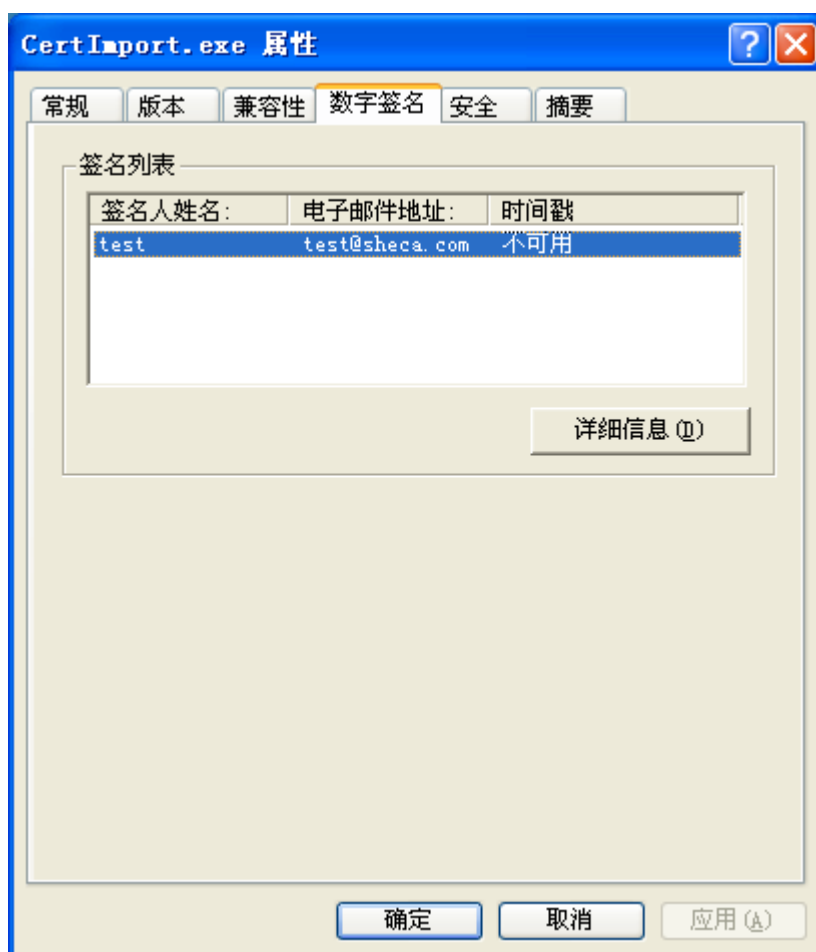 CertImport.exe 属性
常规 版本 兼容性 数字签名 安全 摘要
签名列表
签名人姓名: 电子邮件地址: 时间戳
test test@sheca.com 不可用
详细信息(D)
确定 取消 应用(A)